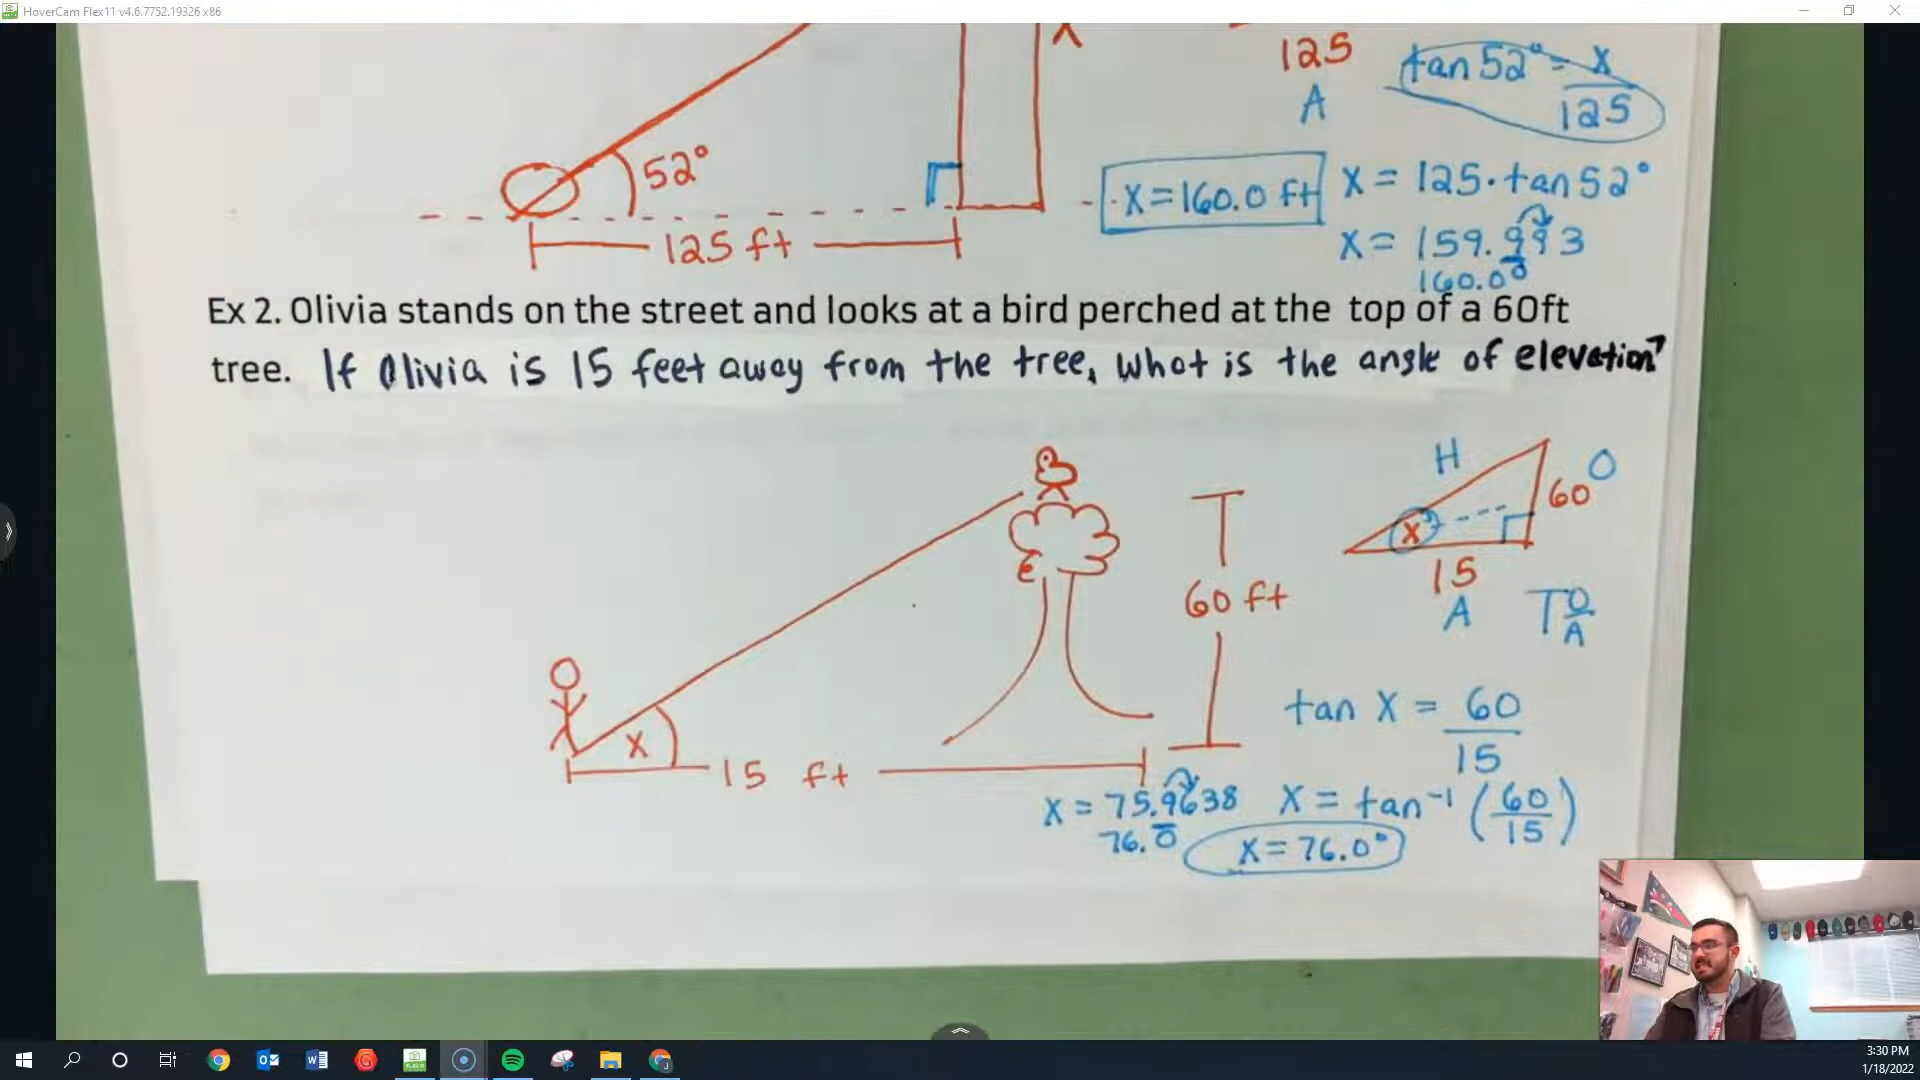 HoverCam Flex11 v4.6.7752.19326 x86
X
125
A
tan 52° = x
125
52°
125 ft
X = 160.0 ft
X = 125 · tan 52°
X = 159.993
160.0
Ex 2. Olivia stands on the street and looks at a bird perched at the top of a 60ft
tree. If Olivia is 15 feet away from the tree, what is the angle of elevation?
H
60
O
X
15
A
T O
A
60 ft
X
15 ft
tan X = 60
15
X = tan⁻¹ (60
15)
X = 75.9638
76.0
X = 76.0°
3:30 PM
1/18/2022